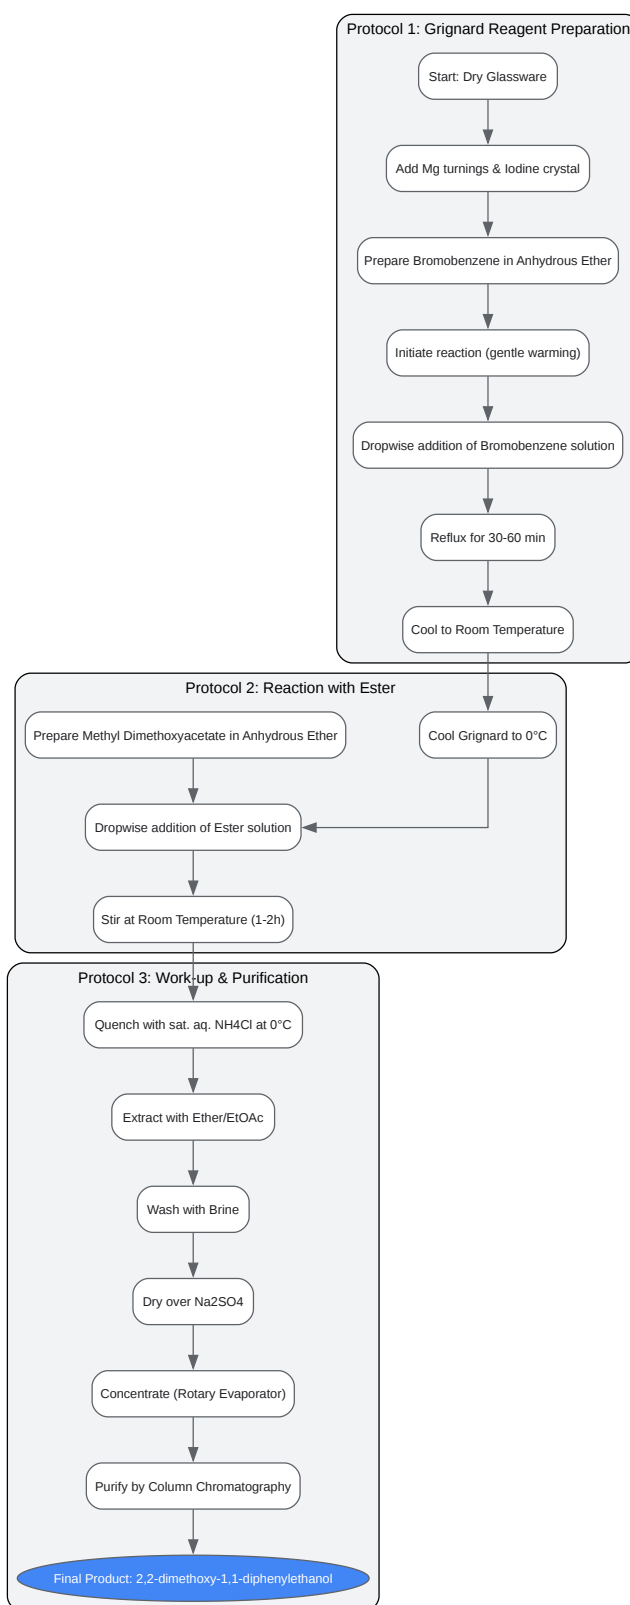 Protocol 1: Grignard Reagent Preparation
Start: Dry Glassware
Add Mg turnings & Iodine crystal
Prepare Bromobenzene in Anhydrous Ether
Initiate reaction (gentle warming)
Dropwise addition of Bromobenzene solution
Reflux for 30-60 min
Cool to Room Temperature
Protocol 2: Reaction with Ester
Prepare Methyl Dimethoxyacetate in Anhydrous Ether
Cool Grignard to 0°C
Dropwise addition of Ester solution
Stir at Room Temperature (1-2h)
Protocol 3: Work-up & Purification
Quench with sat. aq. NH4Cl at 0°C
Extract with Ether/EtOAc
Wash with Brine
Dry over Na2SO4
Concentrate (Rotary Evaporator)
Purify by Column Chromatography
Final Product: 2,2-dimethoxy-1,1-diphenylethanol